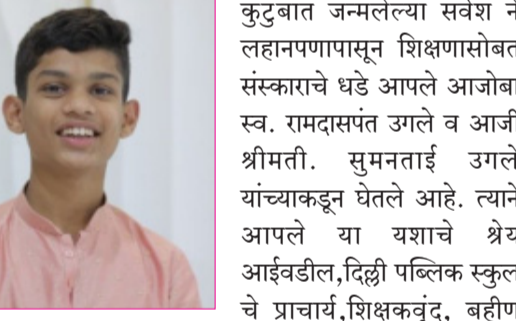 कुटुंबात जन्मलेल्या सर्वेश ने
लहानपणापासून शिक्षणासोबत
संस्काराचे धडे आपले आजोबा
स्व. रामदासपंत उगले व आजी
श्रीमती. सुमनताई उगले
यांच्याकडून घेतले आहे. त्याने
आपले या यशाचे श्रेय
आईवडील,दिल्ली पब्लिक स्कुल
चे प्राचार्य,शिक्षकवृंद, बहीण